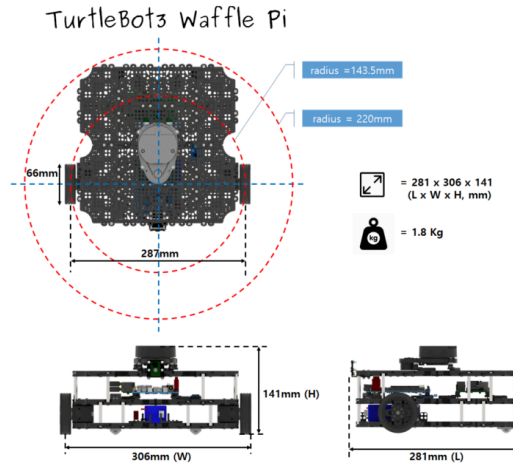 TurtleBot3 Waffle Pi
radius =143.5mm
radius = 220mm
66mm
= 281 x 306 x 141
(L x W x H, mm)
kg
= 1.8 Kg
287mm
141mm (H)
306mm (W)
281mm (L)